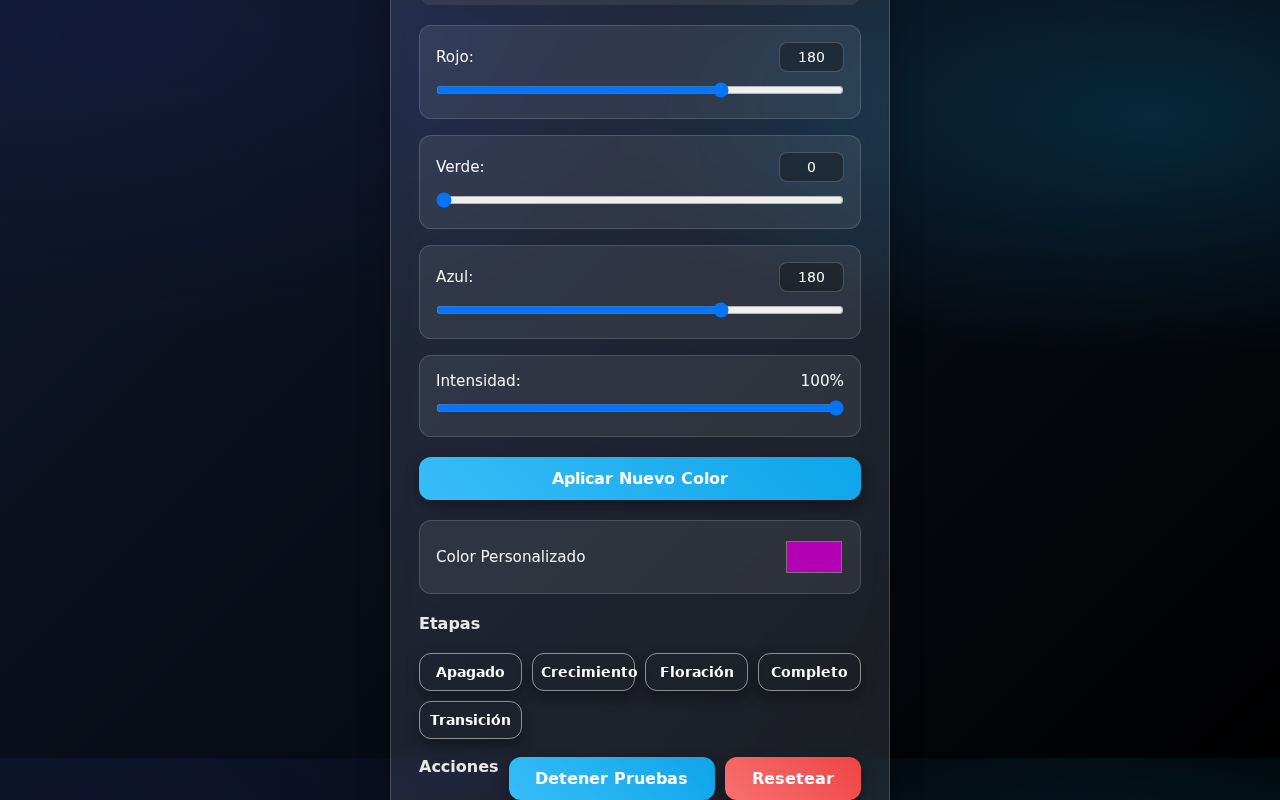 Rojo: 180
Verde: 0
Azul: 180
Intensidad: 100%
Aplicar Nuevo Color
Color Personalizado
Etapas
Apagado Crecimiento Floración Completo
Transición
Acciones Detener Pruebas Resetear